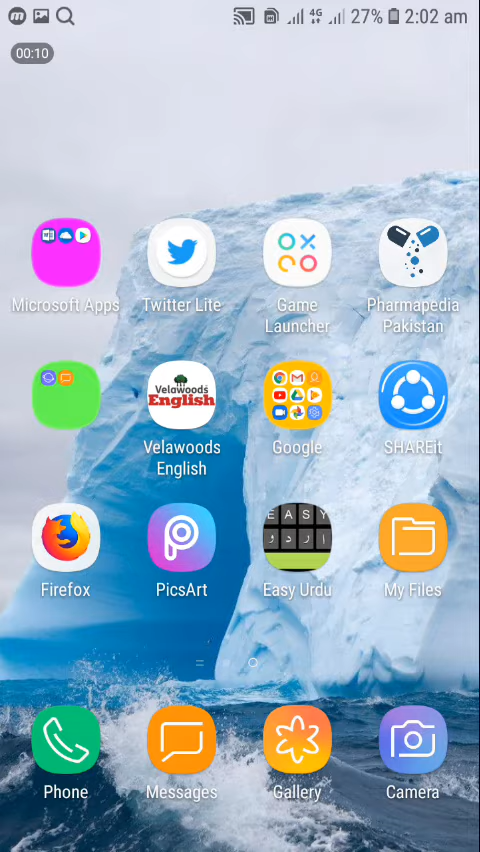 4G 27% 2:02 am
00:10
Microsoft Apps
Twitter Lite
Game
Launcher
Pharmapedia
Pakistan
Velawoods
English
Velawoods
English
Google
SHAREit
E A S Y
ا ر د و
Firefox
PicsArt
Easy Urdu
My Files
Phone
Messages
Gallery
Camera